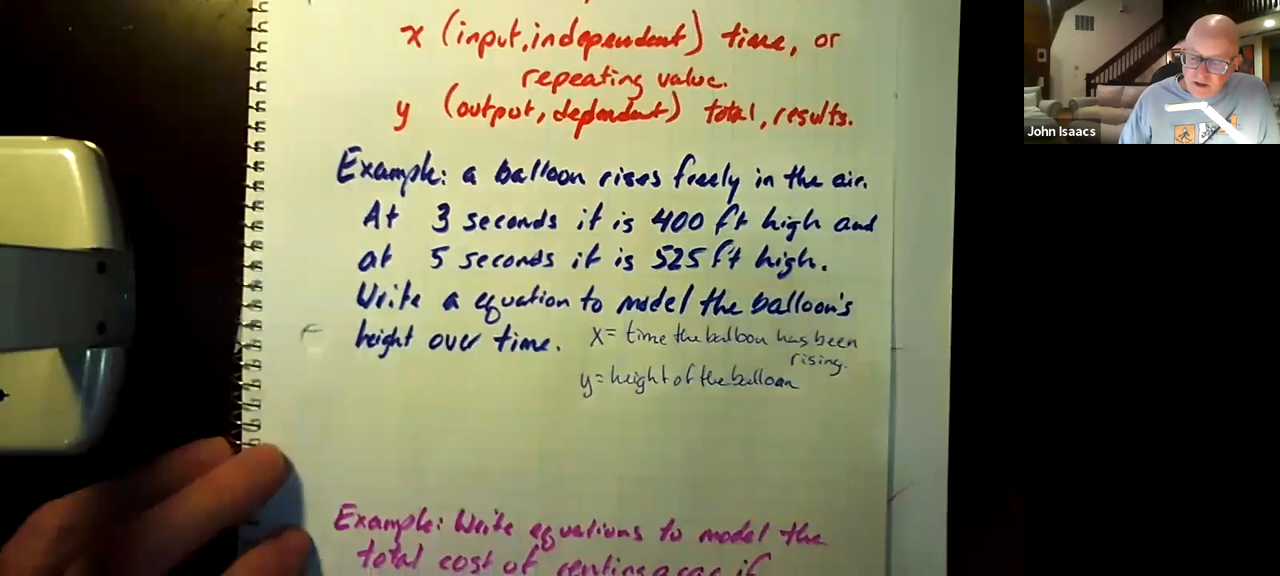 x (input, independent) time, or
repeating value.
y (output, dependent) total, results.
Example: a balloon rises freely in the air.
At 3 seconds it is 400 ft high and
at 5 seconds it is 525 ft high.
Write a equation to model the balloon's
height over time. x = time the balloon has been
rising.
y = height of the balloon
Example: Write equations to model the
total cost of renting a car if
John Isaacs